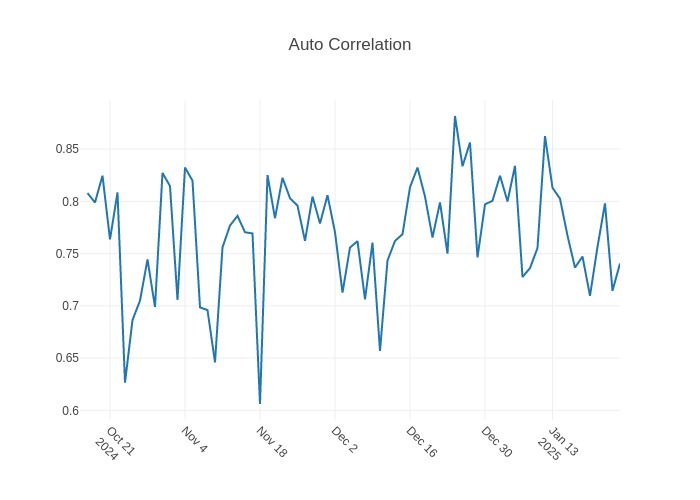 Auto Correlation
0.85
0.8
0.75
0.7
0.65
0.6
Oct 21
2024
Nov 4
Nov 18
Dec 2
Dec 16
Dec 30
Jan 13
2025